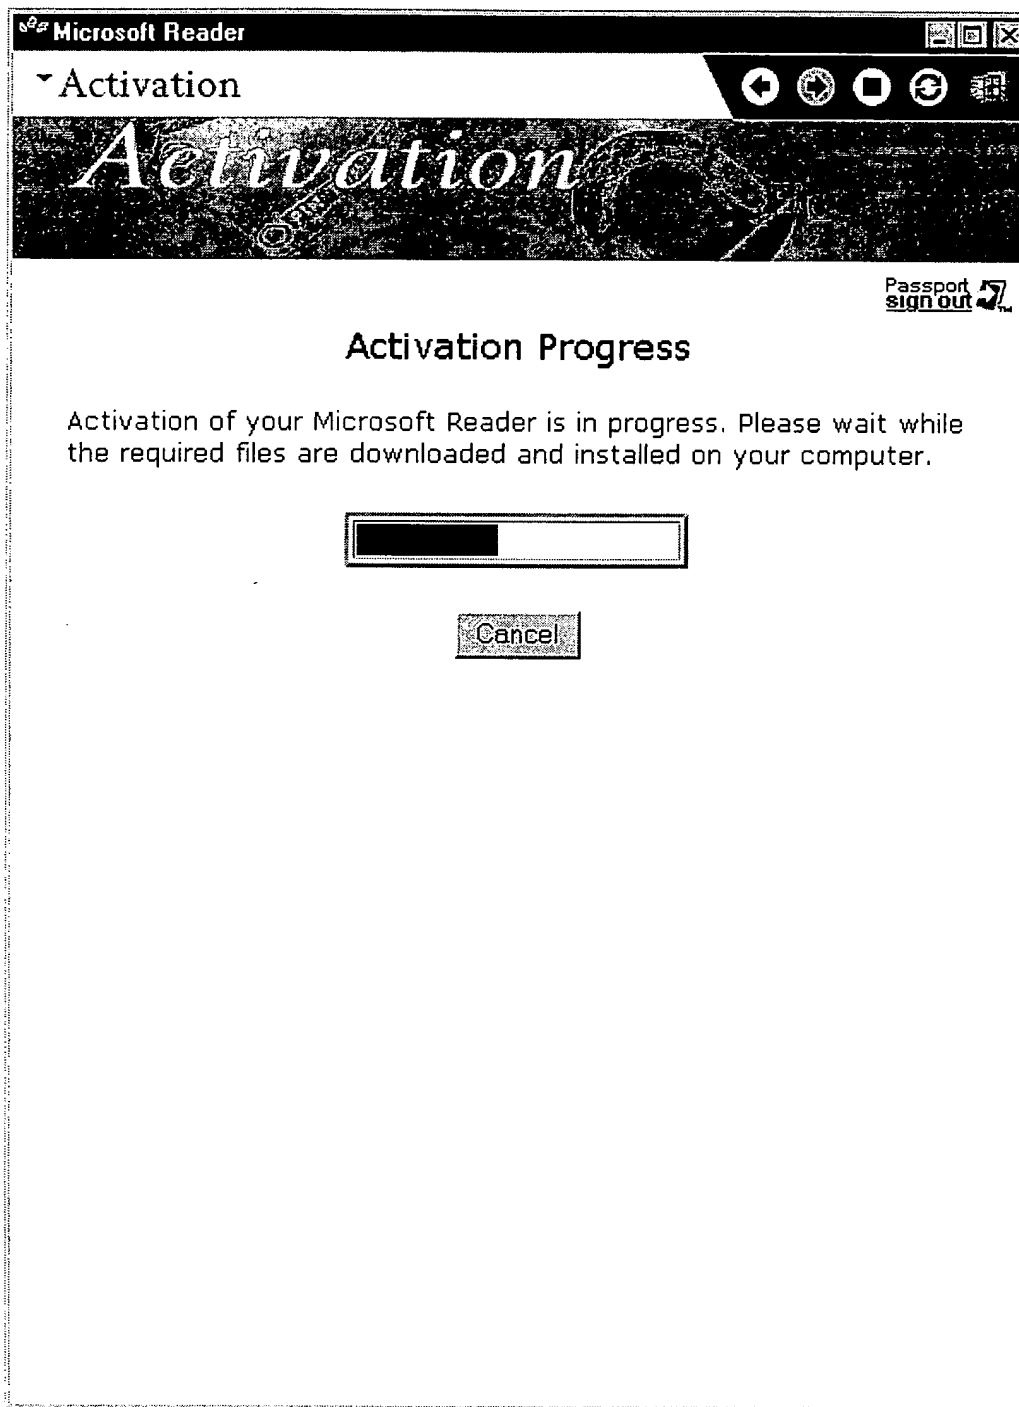 Microsoft Reader
Activation
Activation
Passport
sign out
Activation Progress
Activation of your Microsoft Reader is in progress. Please wait while
the required files are downloaded and installed on your computer.
Cancel